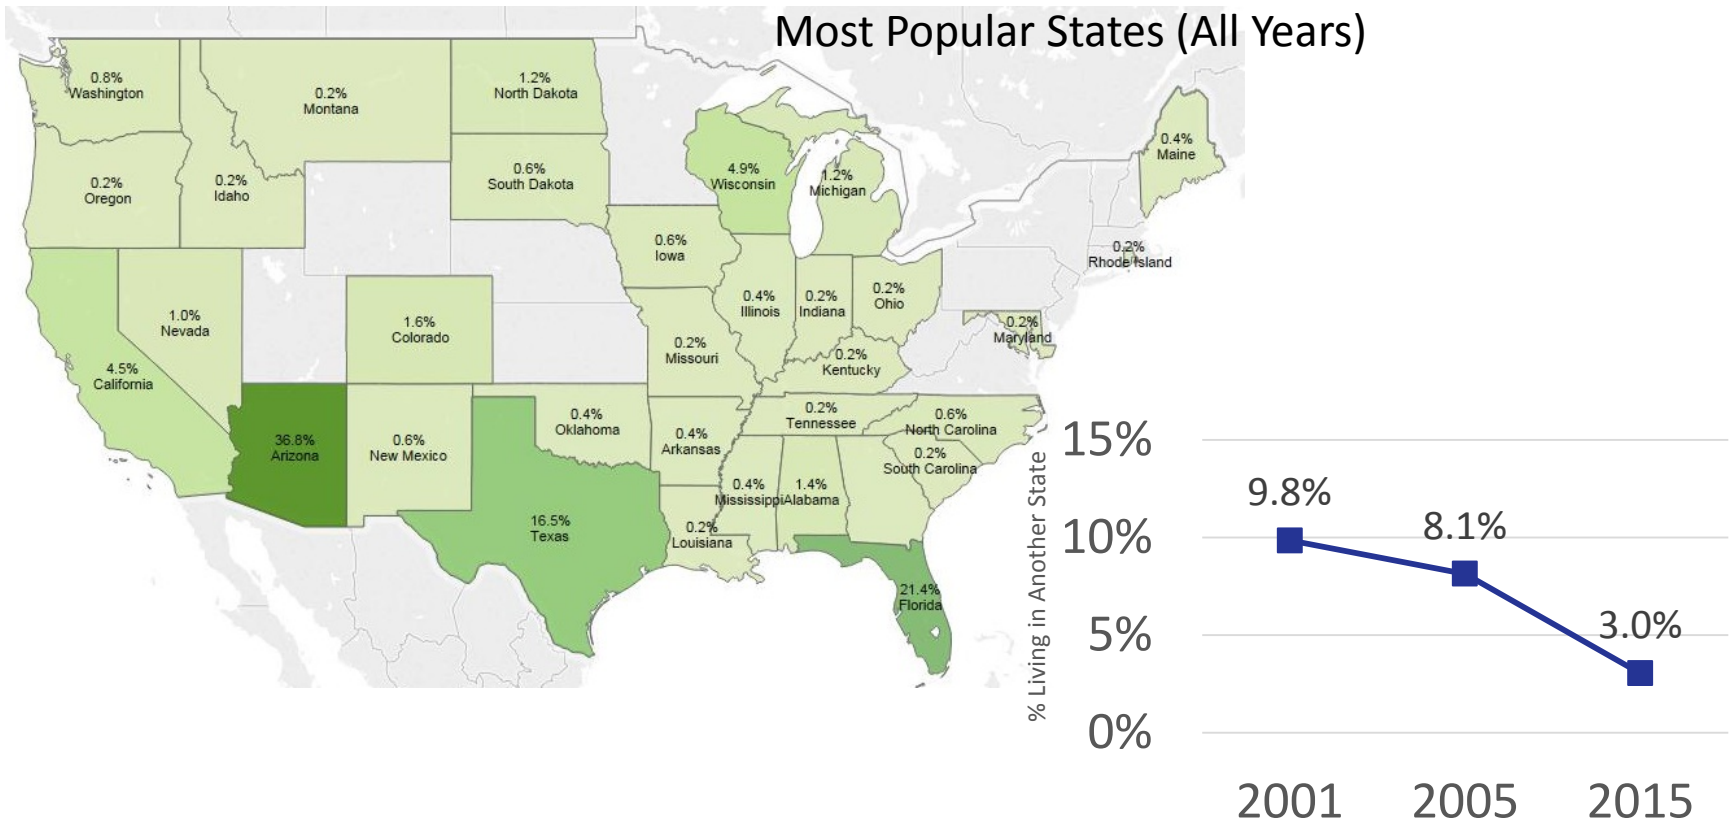 Most Popular States (All Years)
0.8%
Washington
0.2%
Montana
1.2%
North Dakota
0.4%
Maine
0.2%
Oregon
0.2%
Idaho
0.6%
South Dakota
4.9%
Wisconsin
1.2%
Michigan
0.6%
Iowa
0.2%
Rhode Island
1.0%
Nevada
1.6%
Colorado
0.4%
Illinois
0.2%
Indiana
0.2%
Ohio
0.2%
Maryland
4.5%
California
0.2%
Missouri
0.2%
Kentucky
36.8%
Arizona
0.6%
New Mexico
0.4%
Oklahoma
0.4%
Arkansas
0.2%
Tennessee
0.6%
North Carolina
0.2%
South Carolina
16.5%
Texas
0.2%
Louisiana
0.4%
Mississippi
1.4%
Alabama
21.4%
Florida
% Living in Another State
15%
10%
5%
0%
9.8%
8.1%
3.0%
2001
2005
2015